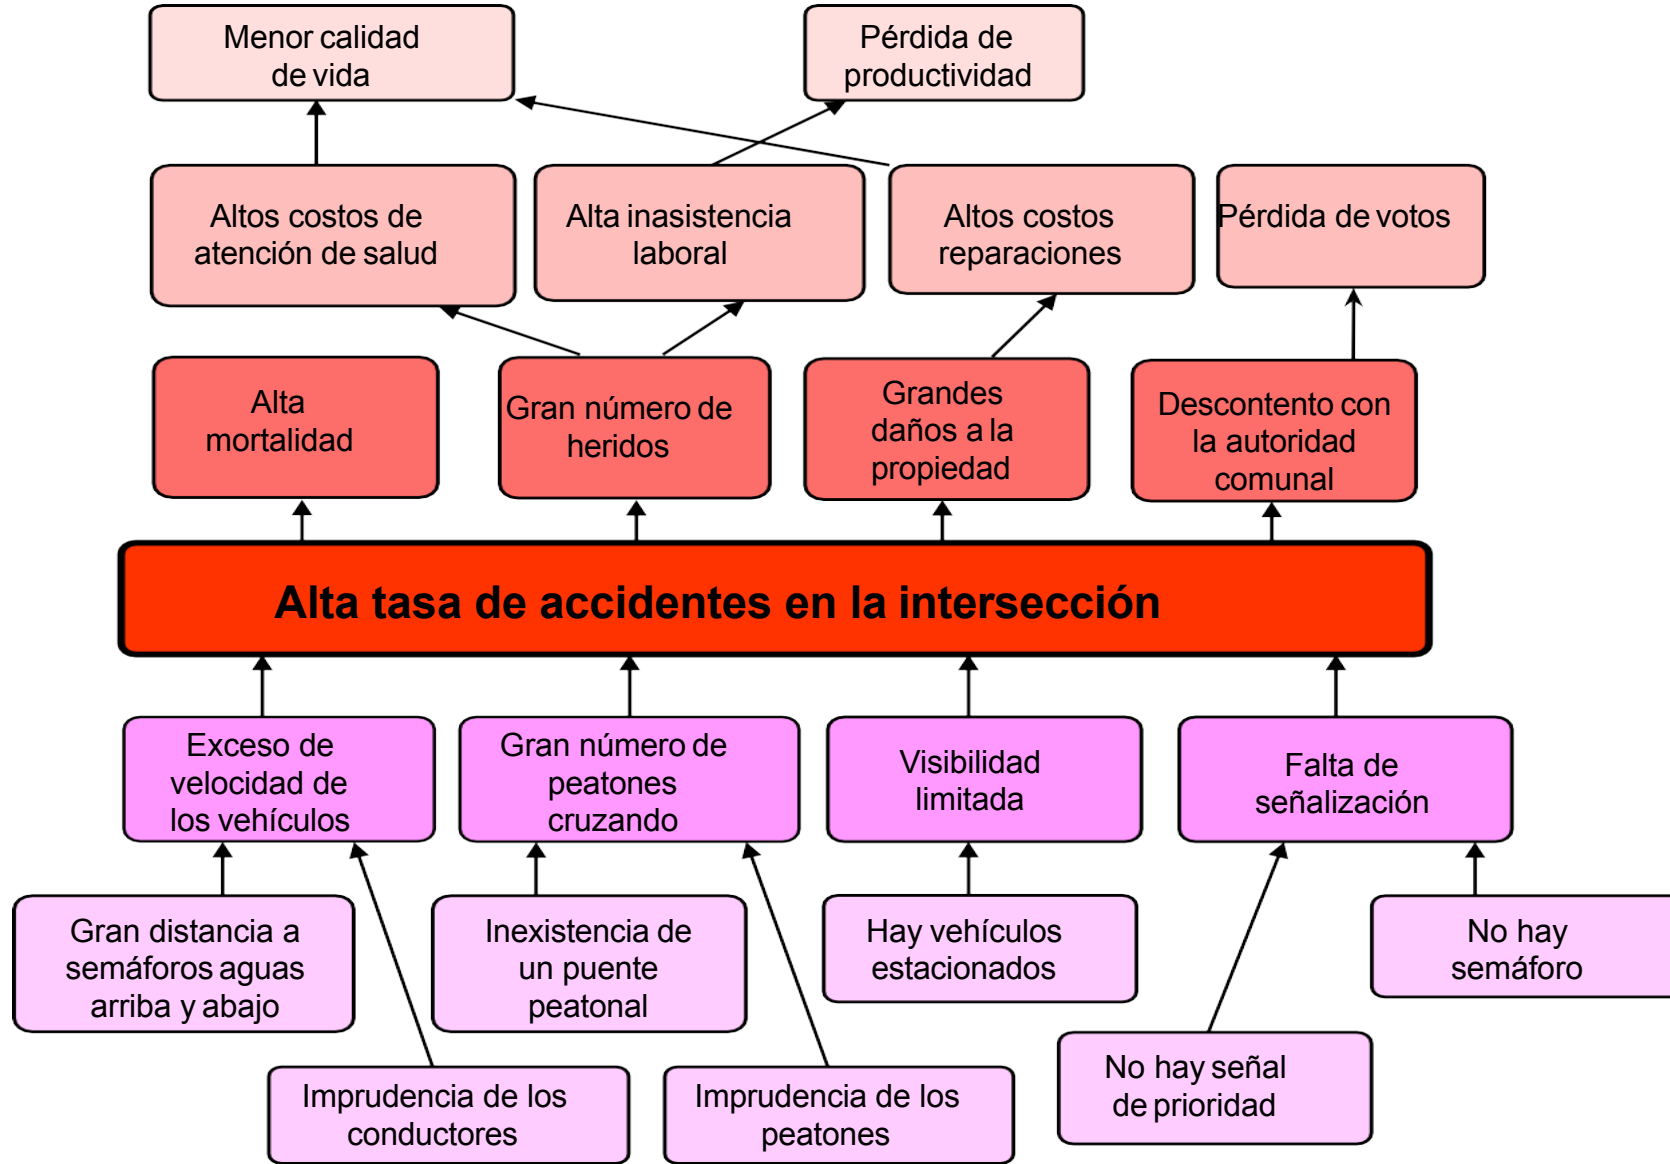 Menor calidad
de vida
Pérdida de
productividad
Altos costos de
atención de salud
Alta inasistencia
laboral
Altos costos
reparaciones
Pérdida de votos
Alta
mortalidad
Gran número de
heridos
Grandes
daños a la
propiedad
Descontento con
la autoridad
comunal
Alta tasa de accidentes en la intersección
Exceso de
velocidad de
los vehículos
Gran número de
peatones
cruzando
Visibilidad
limitada
Falta de
señalización
Gran distancia a
semáforos aguas
arriba y abajo
Inexistencia de
un puente
peatonal
Hay vehículos
estacionados
No hay
semáforo
Imprudencia de los
conductores
Imprudencia de los
peatones
No hay señal
de prioridad